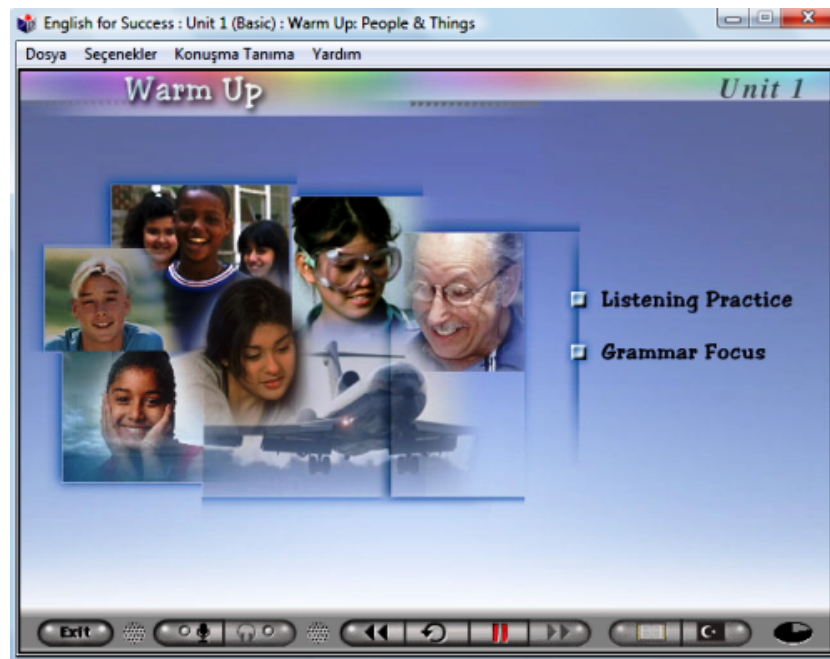 English for Success : Unit 1 (Basic) : Warm Up: People & Things
Dosya Seçenekler Konuşma Tanıma Yardım
Warm Up
Unit 1
Listening Practice
Grammar Focus
Exit